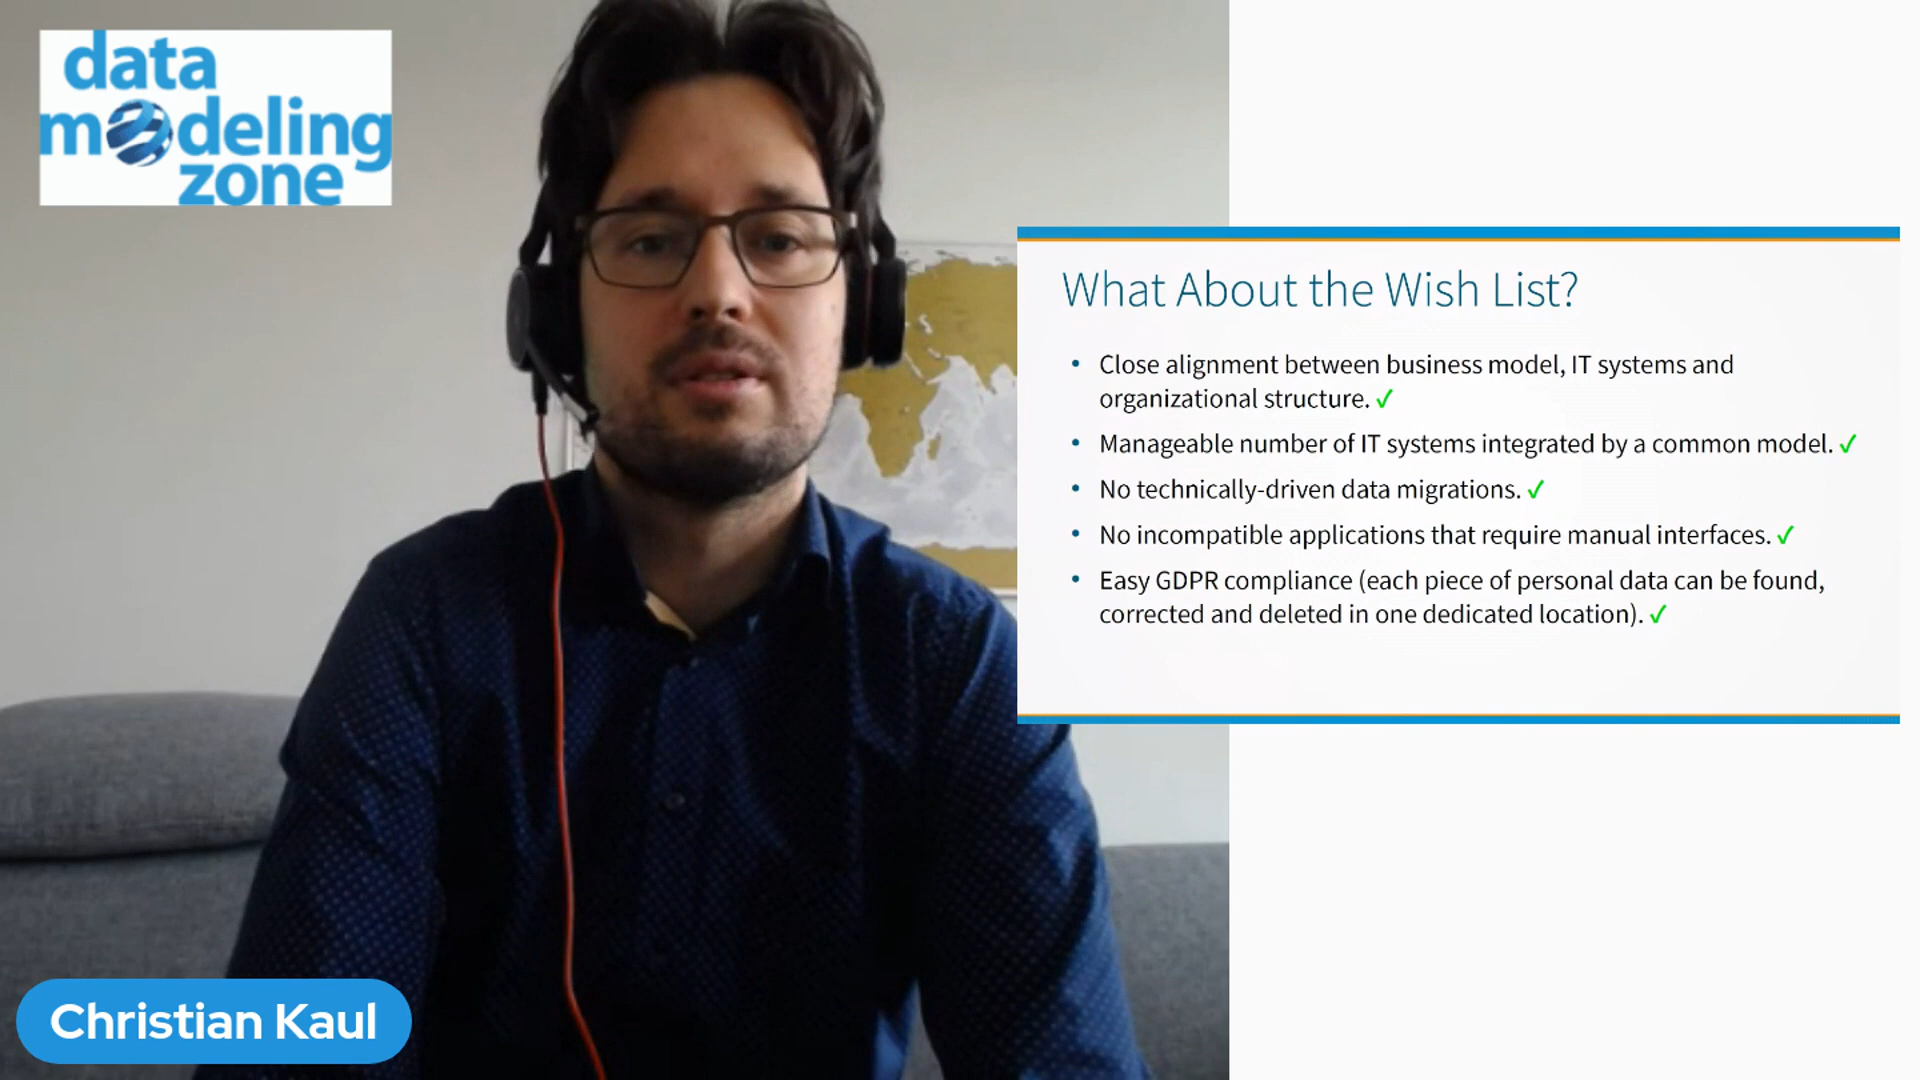 data
modeling
zone
What About the Wish List?
• Close alignment between business model, IT systems and
organizational structure. ✓
• Manageable number of IT systems integrated by a common model. ✓
• No technically-driven data migrations. ✓
• No incompatible applications that require manual interfaces. ✓
• Easy GDPR compliance (each piece of personal data can be found,
corrected and deleted in one dedicated location). ✓
Christian Kaul